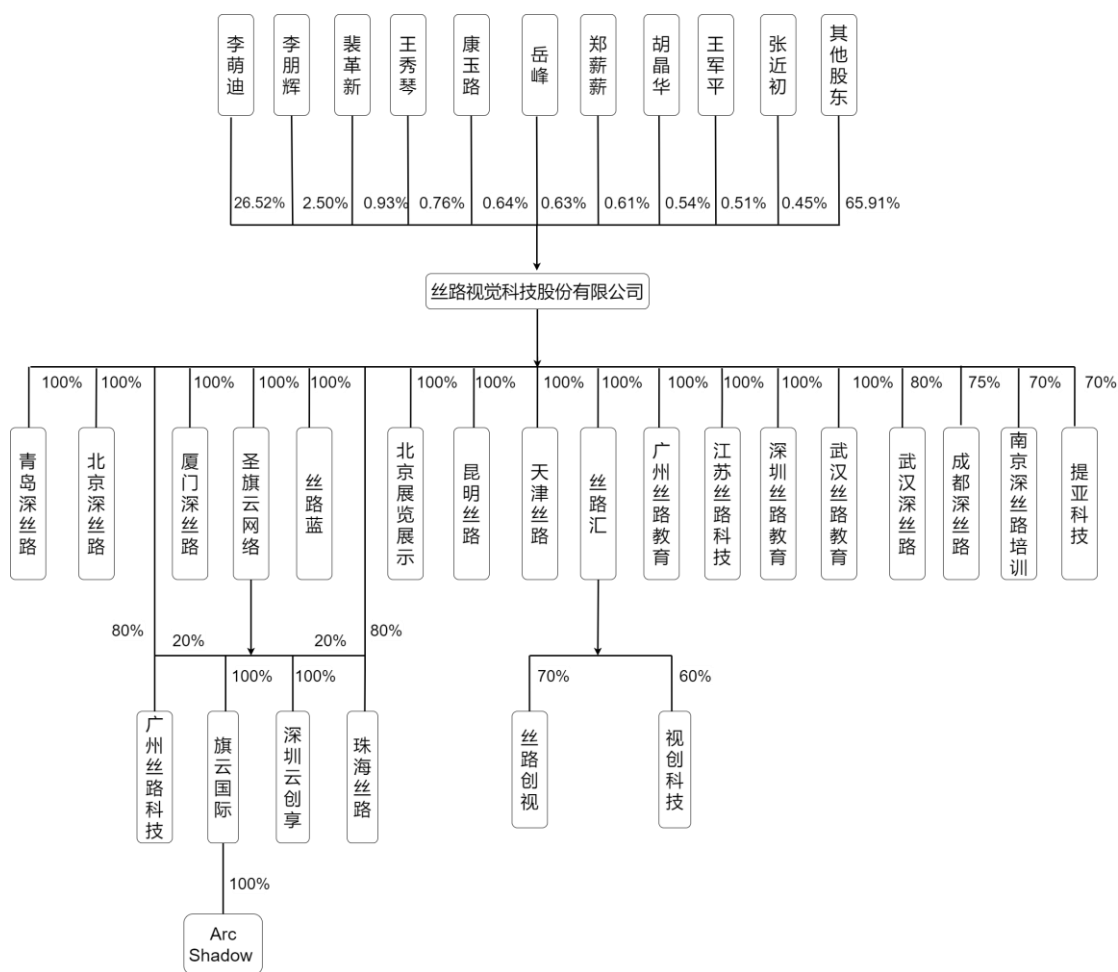 李萌迪
李朋辉
裴革新
王秀琴
康玉路
岳峰
郑薪薪
胡晶华
王军平
张近初
其他股东
26.52%
2.50%
0.93%
0.76%
0.64%
0.63%
0.61%
0.54%
0.51%
0.45%
65.91%
丝路视觉科技股份有限公司
100%
100%
100%
100%
100%
100%
100%
100%
100%
100%
100%
100%
100%
80%
75%
70%
70%
青岛深丝路
北京深丝路
厦门深丝路
圣旗云网络
丝路蓝
北京展览展示
昆明丝路
天津丝路
丝路汇
广州丝路教育
江苏丝路科技
深圳丝路教育
武汉丝路教育
武汉深丝路
成都深丝路
南京深丝路培训
提亚科技
80%
20%
20%
80%
100%
100%
70%
60%
广州丝路科技
旗云国际
深圳云创享
珠海丝路
丝路创视
视创科技
100%
Arc
Shadow